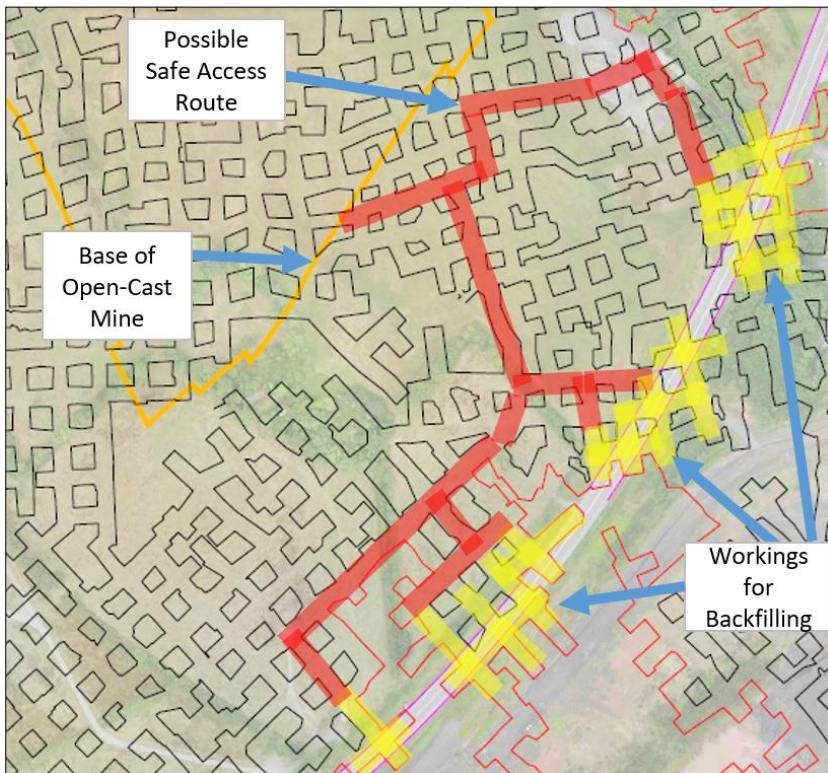 Possible
Safe Access
Route
Base of
Open-Cast
Mine
Workings
for
Backfilling